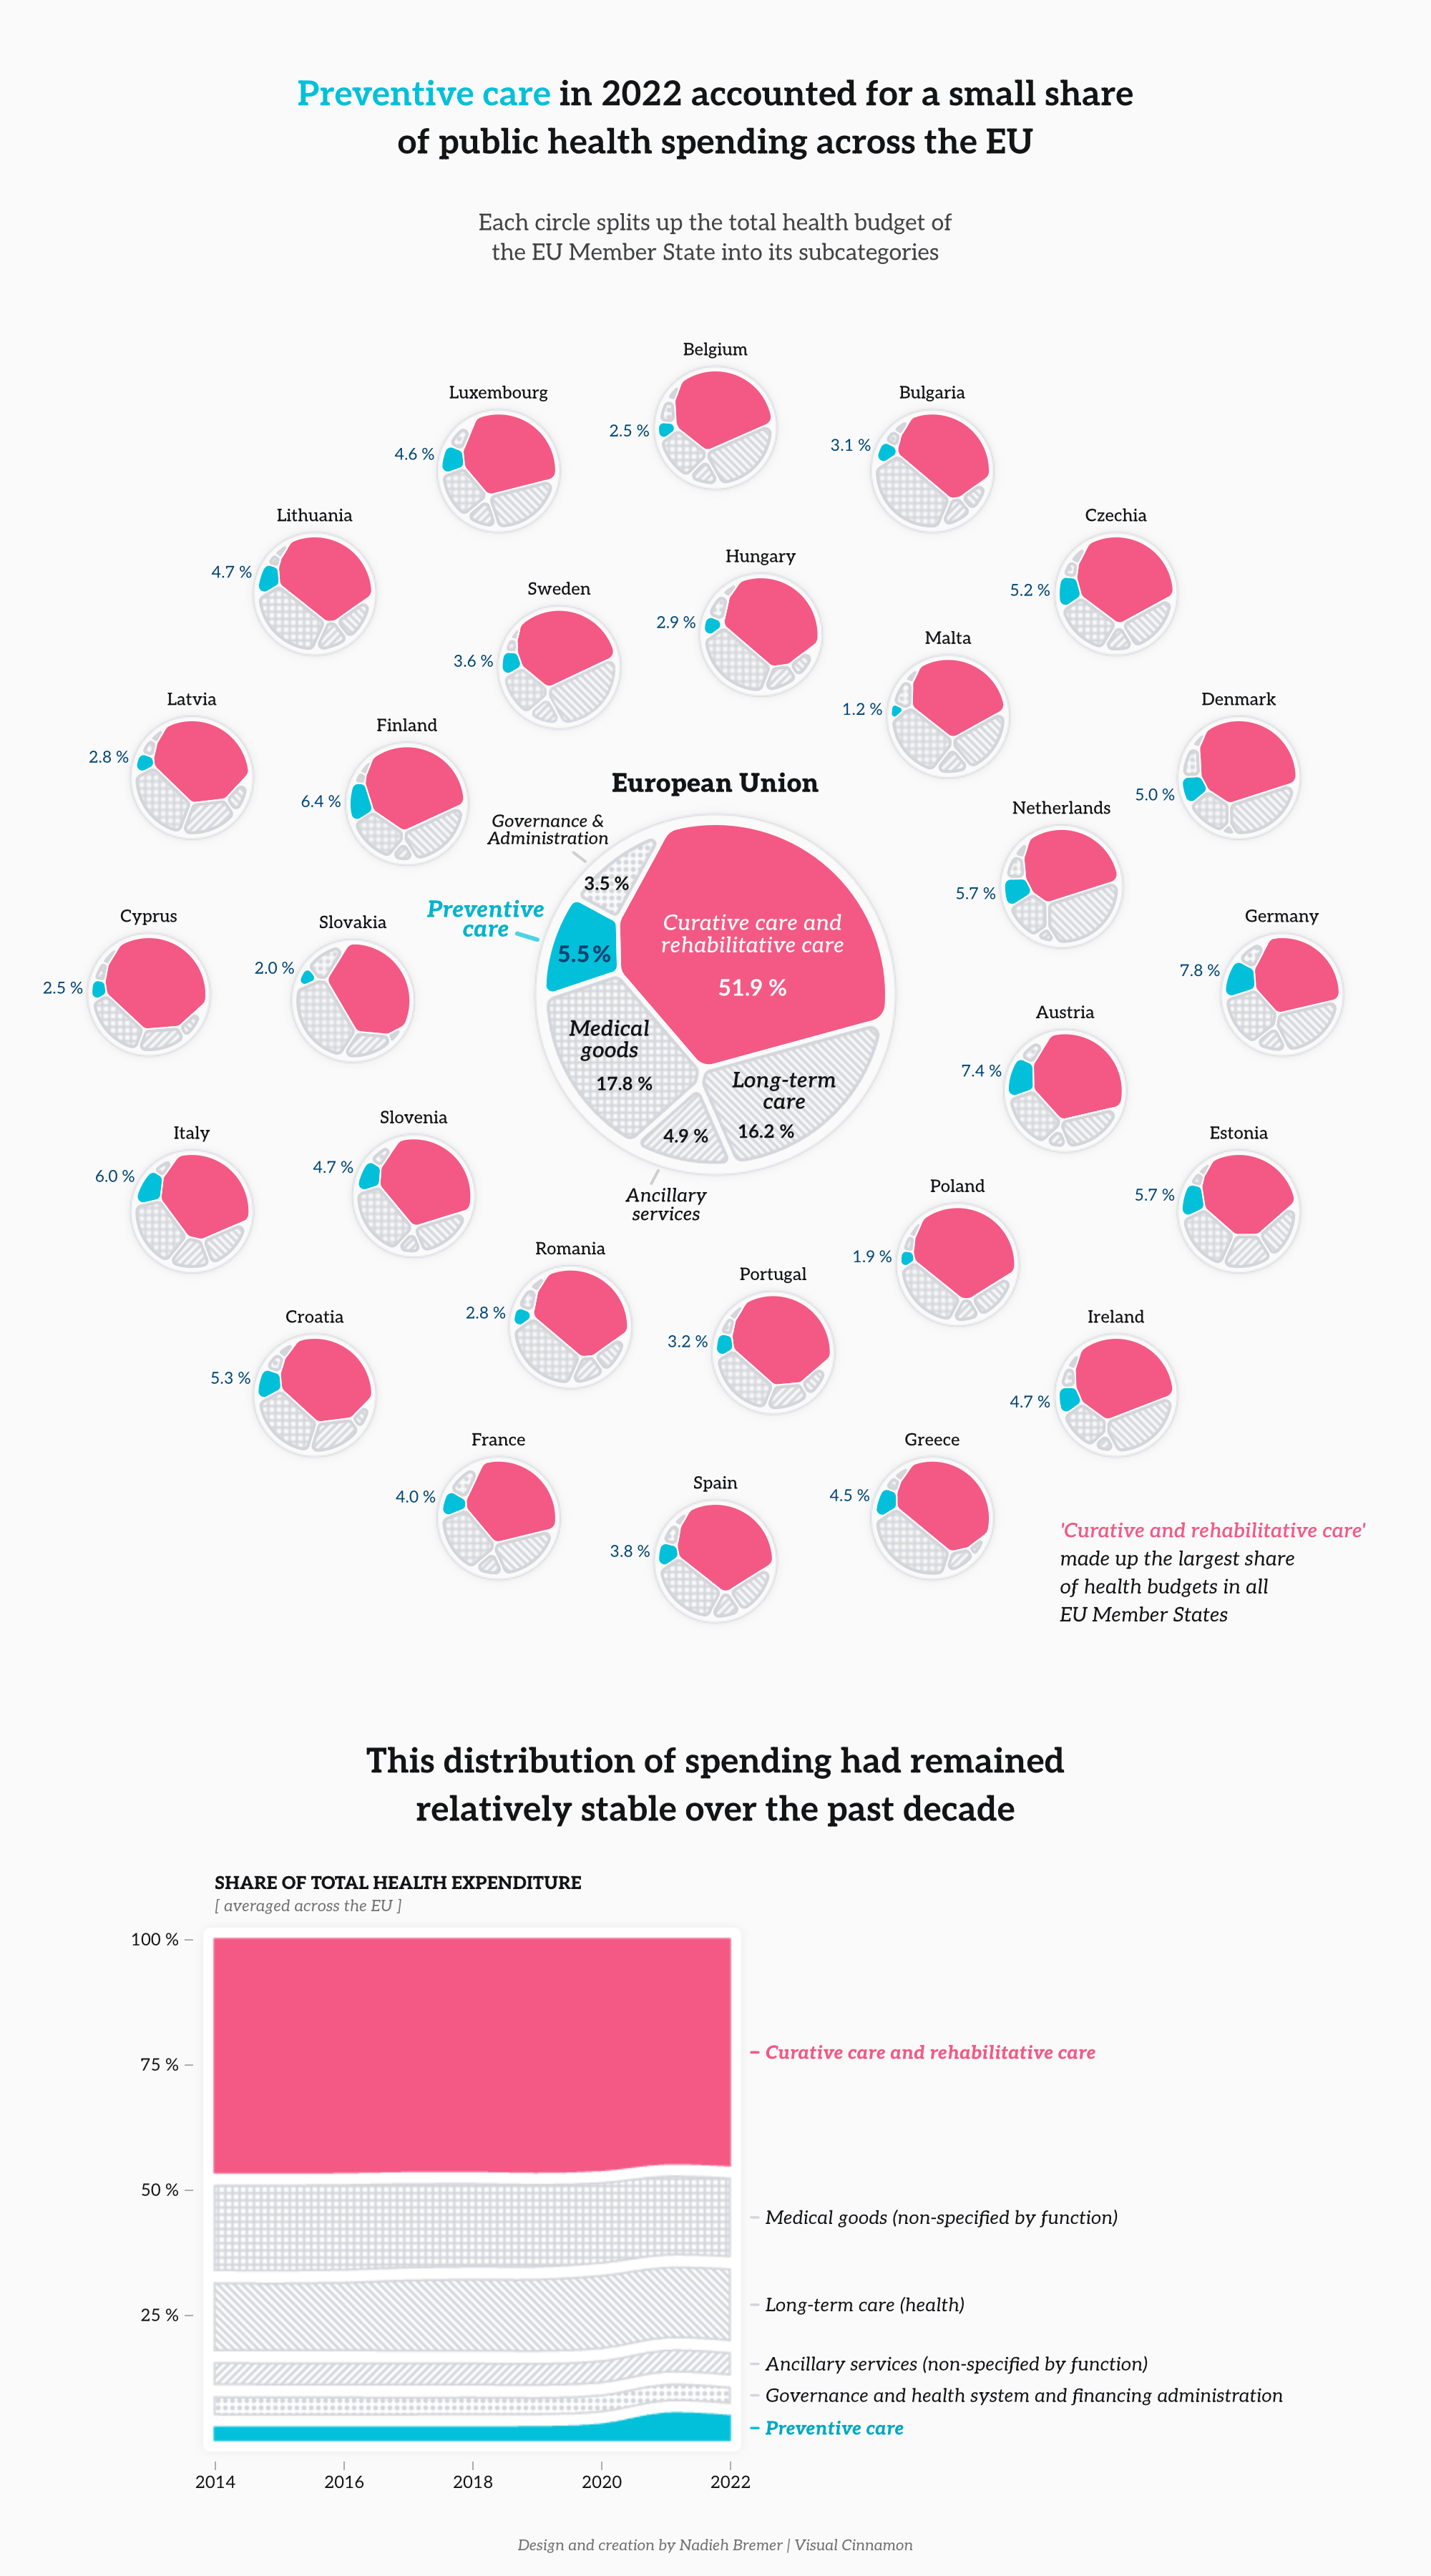 Preventive care in 2022 accounted for a small share
of public health spending across the EU
Each circle splits up the total health budget of
the EU Member State into its subcategories
Belgium
2.5 %
Luxembourg
4.6 %
Bulgaria
3.1 %
Lithuania
4.7 %
Czechia
5.2 %
Hungary
2.9 %
Sweden
3.6 %
Malta
1.2 %
Latvia
2.8 %
Denmark
5.0 %
Finland
6.4 %
European Union
Governance &
Administration
3.5 %
Preventive
care
5.5 %
Curative care and
rehabilitative care
51.9 %
Medical
goods
17.8 %
Long-term
care
16.2 %
4.9 %
Ancillary
services
Netherlands
5.7 %
Cyprus
2.5 %
Slovakia
2.0 %
Germany
7.8 %
Austria
7.4 %
Slovenia
4.7 %
Italy
6.0 %
Estonia
5.7 %
Poland
1.9 %
Romania
2.8 %
Portugal
3.2 %
Croatia
5.3 %
Ireland
4.7 %
France
4.0 %
Greece
4.5 %
Spain
3.8 %
'Curative and rehabilitative care'
made up the largest share
of health budgets in all
EU Member States
This distribution of spending had remained
relatively stable over the past decade
SHARE OF TOTAL HEALTH EXPENDITURE
[ averaged across the EU ]
100 %
75 %
50 %
25 %
Curative care and rehabilitative care
Medical goods (non-specified by function)
Long-term care (health)
Ancillary services (non-specified by function)
Governance and health system and financing administration
Preventive care
2014
2016
2018
2020
2022
Design and creation by Nadieh Bremer | Visual Cinnamon